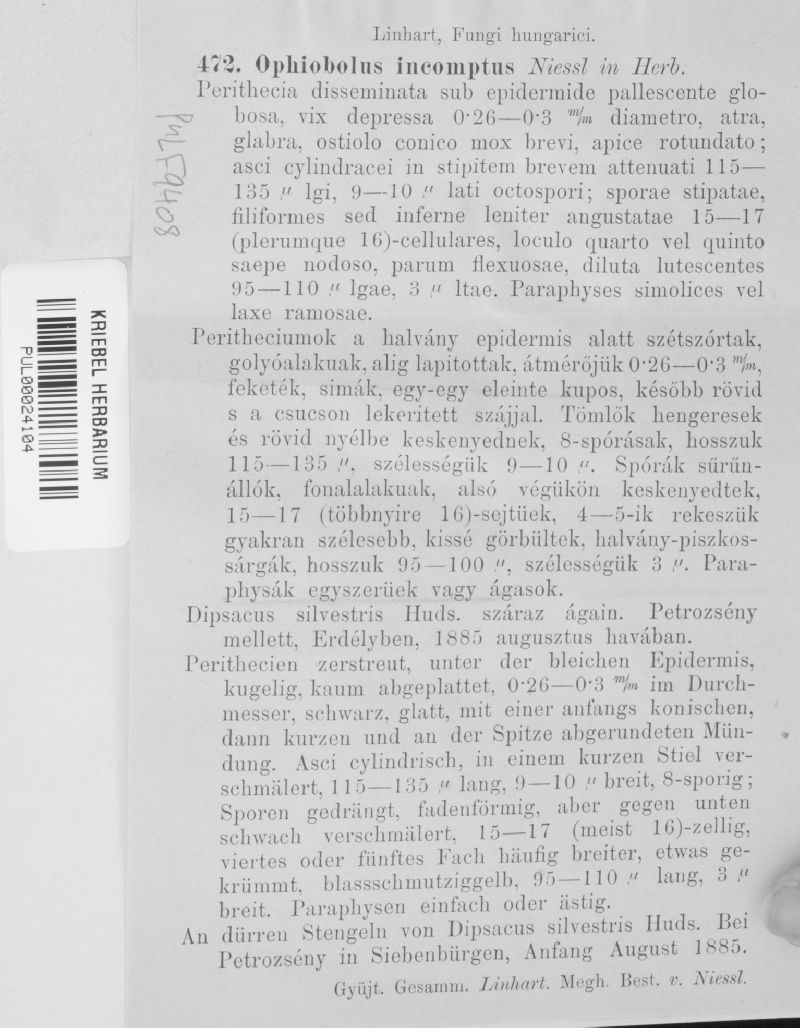 Linhart, Fungi hungarici.
472. Ophiobolus incomptus Niessl in Herb.
Perithecia disseminata sub epidermide pallescente glo-
bosa, vix depressa 0·26—0·3 m/m diametro, atra,
glabra, ostiolo conico mox brevi, apice rotundato;
asci cylindracei in stipitem brevem attenuati 115—
135 µ lgi, 9—10 µ lati octospori; sporae stipatae,
filiformes sed inferne leniter angustatae 15—17
(plerumque 16)-cellulares, loculo quarto vel quinto
saepe nodoso, parum flexuosae, diluta lutescentes
95—110 µ lgae, 3 µ ltae. Paraphyses simolices vel
laxe ramosae.
Peritheciumok a halvány epidermis alatt szétszórtak,
golyóalakuak, alig lapitottak, átmérőjük 0·26—0·3 m/m,
feketék, simák, egy-egy eleinte kupos, később rövid
s a csucson lekeritett szájjal. Tömlők hengeresek
és rövid nyélbe keskenyednek, 8-spórásak, hosszuk
115—135 µ, szélességük 9—10 µ. Spórák sűrűn-
állók, fonalalakuak, alsó végükön keskenyedtek,
15—17 (többnyire 16)-sejtüek, 4—5-ik rekeszük
gyakran szélesebb, kissé görbültek, halvány-piszkos-
sárgák, hosszuk 95—100 µ, szélességük 3 µ. Para-
physák egyszerüek vagy ágasok.
Dipsacus silvestris Huds. száraz ágain. Petrozsény
mellett, Erdélyben, 1885 augusztus havában.
Perithecien zerstreut, unter der bleichen Epidermis,
kugelig, kaum abgeplattet, 0·26—0·3 m/m im Durch-
messer, schwarz, glatt, mit einer anfangs konischen,
dann kurzen und an der Spitze abgerundeten Mün-
dung. Asci cylindrisch, in einem kurzen Stiel ver-
schmälert, 115—135 µ lang, 9—10 µ breit, 8-sporig;
Sporen gedrängt, fadenförmig, aber gegen unten
schwach verschmälert, 15—17 (meist 16)-zellig,
viertes oder fünftes Fach häufig breiter, etwas ge-
krümmt, blassschmutziggelb, 95—110 µ lang, 3 µ
breit. Paraphysen einfach oder ästig.
An dürren Stengeln von Dipsacus silvestris Huds. Bei
Petrozsény in Siebenbürgen, Anfang August 1885.
Gyüjt. Gesamm. Linhart. Megh. Best. v. Niessl.
KRIEBEL HERBARIUM
PUL00024104